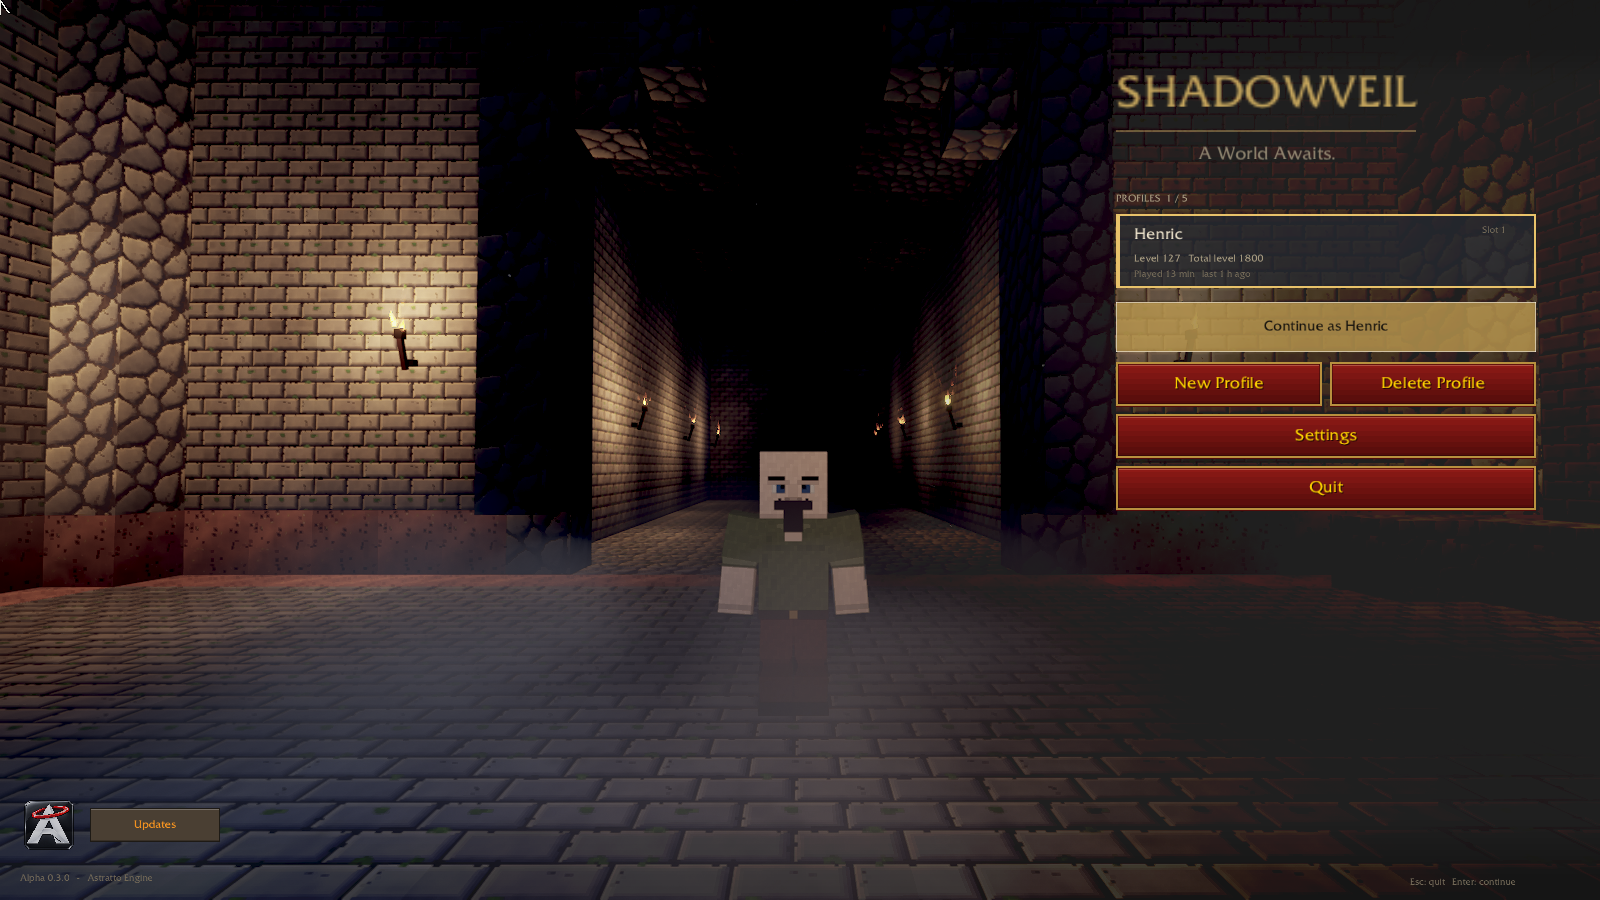 SHADOWVEIL
A World Awaits.
PROFILES 1 / 5
Henric
Slot 1
Level 127 Total level 1800
Played 13 min last 1 h ago
Continue as Henric
New Profile
Delete Profile
Settings
Quit
Updates
Alpha 0.3.0 - Astratto Engine
Esc: quit Enter: continue